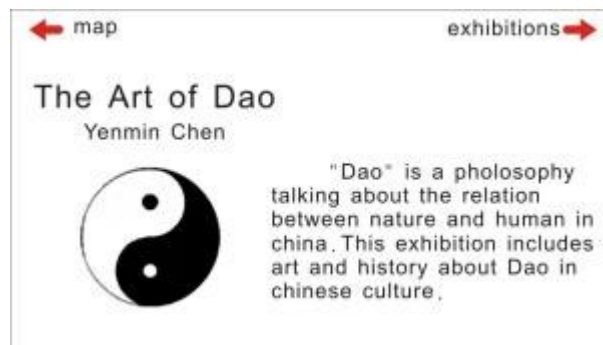 map
exhibitions
The Art of Dao
Yenmin Chen
"Dao" is a pholosophy
talking about the relation
between nature and human in
china. This exhibition includes
art and history about Dao in
chinese culture.